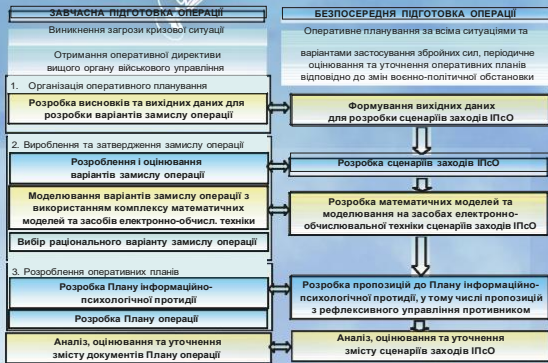 ЗАВЧАСНА ПІДГОТОВКА ОПЕРАЦІЇ
Виникнення загрози кризової ситуації
Отримання оперативної директиви
вищого органу військового управління
1. Організація оперативного планування
Розробка висновків та вихідних даних для
розробки варіантів замислу операції
2. Вироблення та затвердження замислу операції
Розроблення і оцінювання
варіантів замислу операції
Моделювання варіантів замислу операції з
використанням комплексу математичних
моделей та засобів електронно-обчисл. техніки
Вибір раціонального варіанту замислу операції
3. Розроблення оперативних планів
Розробка Плану інформаційно-
психологічної протидії
Розробка Плану операції
Аналіз, оцінювання та уточнення
змісту документів Плану операції
БЕЗПОСЕРЕДНЯ ПІДГОТОВКА ОПЕРАЦІЇ
Оперативне планування за всіма ситуаціями та
варіантами застосування збройних сил, періодичне
оцінювання та уточнення оперативних планів
відповідно до змін воєнно-політичної обстановки
Формування вихідних даних
для розробки сценаріїв заходів ІПсО
Розробка сценаріїв заходів ІПсО
Розробка математичних моделей та
моделювання на засобах електронно-
обчислювальної техніки сценаріїв заходів ІПсО
Розробка пропозицій до Плану інформаційно-
психологічної протидії, у тому числі пропозицій
з рефлексивного управління противником
Аналіз, оцінювання та уточнення
змісту сценаріїв заходів ІПсО